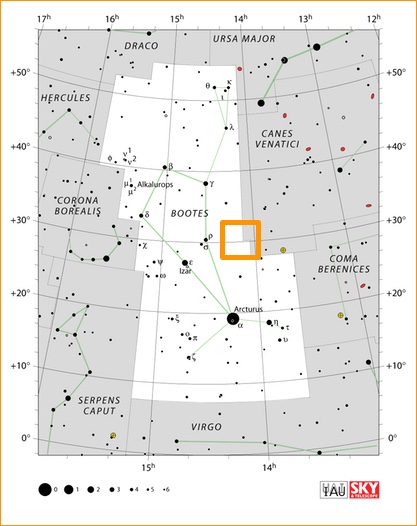 17h 16h 15h 14h 13h 12h
DRACO
URSA MAJOR
+50° +50°
HERCULES
θ κ
ι
λ
CANES
VENATICI
+40° +40°
ν1
φ ν2
β
μ1 Alkalurops
μ2
γ
CORONA
BOREALIS
BOOTES
δ
+30° +30°
ρ
χ σ
ψ ε
COMA
BERENICES
Izar
ω
+20° +20°
Arcturus
ξ α η
τ
ο π υ
ζ
+10° +10°
SERPENS
CAPUT
VIRGO
0° 0°
15h 14h
0 1 2 3 4 5 6
IAU
SKY
& TELESCOPE